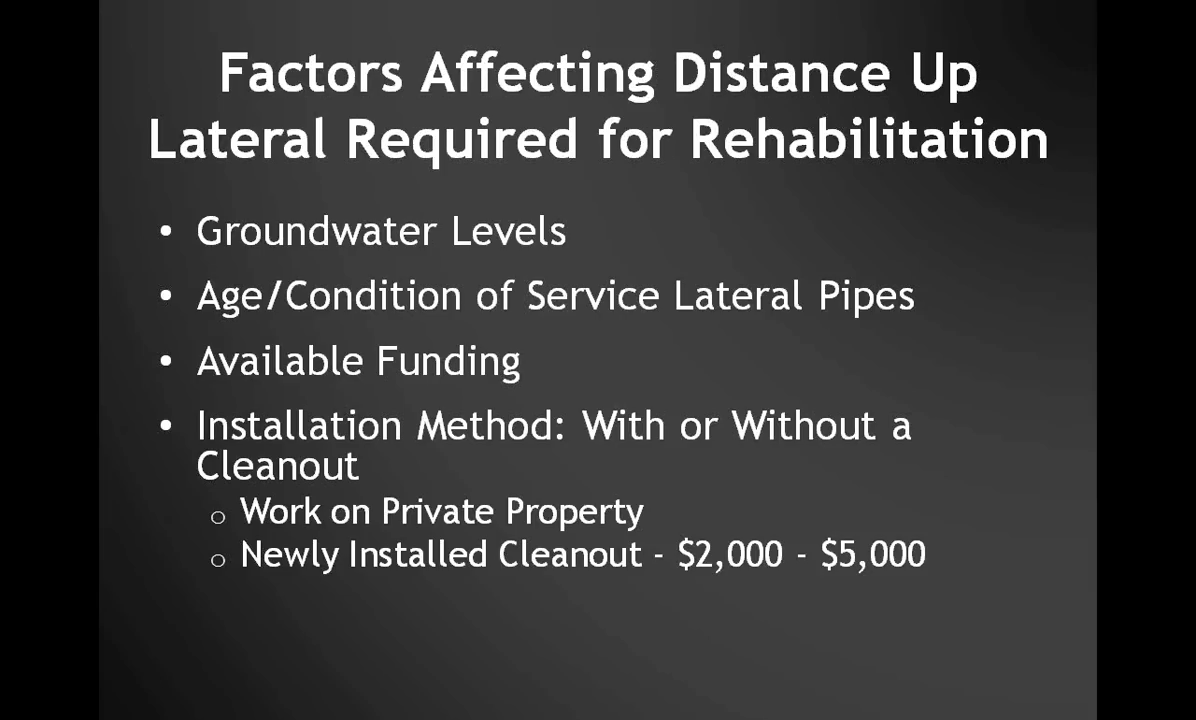 Factors Affecting Distance Up
Lateral Required for Rehabilitation
• Groundwater Levels
• Age/Condition of Service Lateral Pipes
• Available Funding
• Installation Method: With or Without a
Cleanout
o Work on Private Property
o Newly Installed Cleanout - $2,000 - $5,000